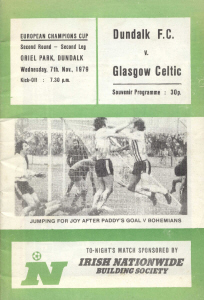 EUROPEAN CHAMPIONS CUP
Second Round - Second Leg
ORIEL PARK, DUNDALK
Wednesday, 7th Nov., 1979
Kick-Off : 7.30 p.m.
Dundalk F.C.
v.
Glasgow Celtic
Souvenir Programme : 30p.
JUMPING FOR JOY AFTER PADDY'S GOAL v BOHEMIANS
N
TO-NIGHT'S MATCH SPONSORED BY
IRISH NATIONWIDE
BUILDING SOCIETY